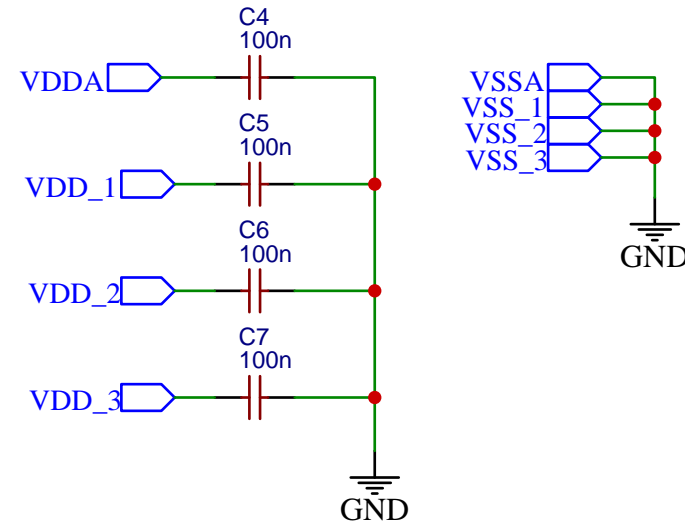 C4
100n
VDDA
C5
100n
VDD_1
C6
100n
VDD_2
C7
100n
VDD_3
GND
VSSA
VSS_1
VSS_2
VSS_3
GND